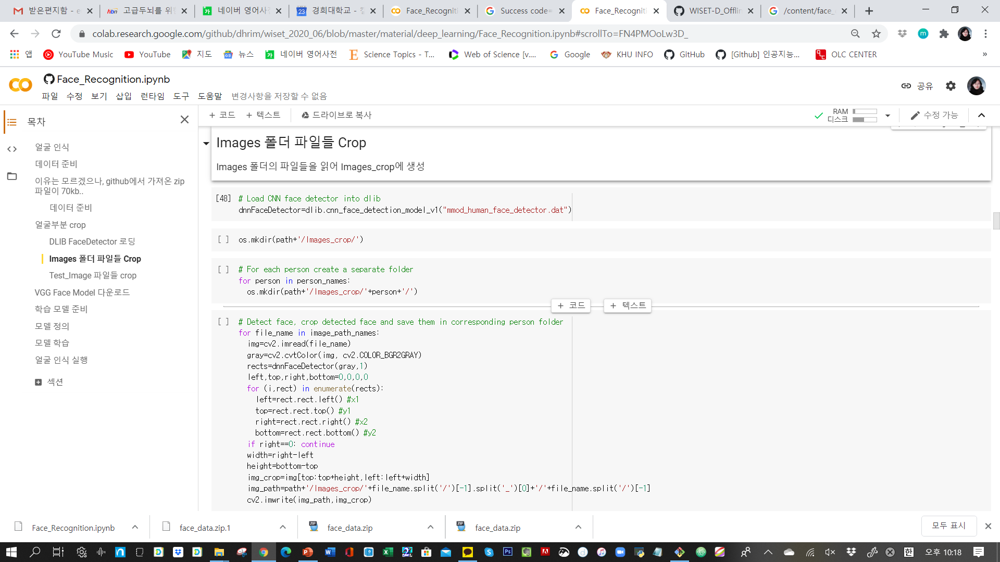 받은편지함 - e
고급두뇌를 위한
네이버 영어사전
경희대학교 - 캘
Face_Recogniti
Success code=
Face_Recogniti
WISET-D_Offlin
/content/face_
colab.research.google.com/github/dhrim/wiset_2020_06/blob/master/material/deep_learning/Face_Recognition.ipynb#scrollTo=FN4PMOoLw3D_
앱 YouTube Music YouTube 지도 뉴스 네이버 영어사전 Science Topics - T... Web of Science [v.... Google KHU INFO GitHub [Github] 인공지능... OLC CENTER »
Face_Recognition.ipynb
공유
파일 수정 보기 삽입 런타임 도구 도움말 변경사항을 저장할 수 없음
목차
얼굴 인식
데이터 준비
이유는 모르겠으나, github에서 가져온 zip
파일이 70kb..
데이터 준비
얼굴부분 crop
DLIB FaceDetector 로딩
Images 폴더 파일들 Crop
Test_Image 파일들 crop
VGG Face Model 다운로드
학습 모델 준비
모델 정의
모델 학습
얼굴 인식 실행
섹션
+ 코드 + 텍스트 드라이브로 복사
RAM
디스크
수정 가능
Images 폴더 파일들 Crop
Images 폴더의 파일들을 읽어 Images_crop에 생성
[48] # Load CNN face detector into dlib
dnnFaceDetector=dlib.cnn_face_detection_model_v1("mmod_human_face_detector.dat")
[ ] os.mkdir(path+'/Images_crop/')
[ ] # For each person create a separate folder
for person in person_names:
os.mkdir(path+'/Images_crop/'+person+'/')
+ 코드 + 텍스트
[ ] # Detect face, crop detected face and save them in corresponding person folder
for file_name in image_path_names:
img=cv2.imread(file_name)
gray=cv2.cvtColor(img, cv2.COLOR_BGR2GRAY)
rects=dnnFaceDetector(gray,1)
left,top,right,bottom=0,0,0,0
for (i,rect) in enumerate(rects):
left=rect.rect.left() #x1
top=rect.rect.top() #y1
right=rect.rect.right() #x2
bottom=rect.rect.bottom() #y2
if right==0: continue
width=right-left
height=bottom-top
img_crop=img[top:top+height,left:left+width]
img_path=path+'/Images_crop/'+file_name.split('/')[-1].split('_')[0]+'/'+file_name.split('/')[-1]
cv2.imwrite(img_path,img_crop)
Face_Recognition.ipynb
face_data.zip.1
face_data.zip
face_data.zip
모두 표시
한
오후 10:18